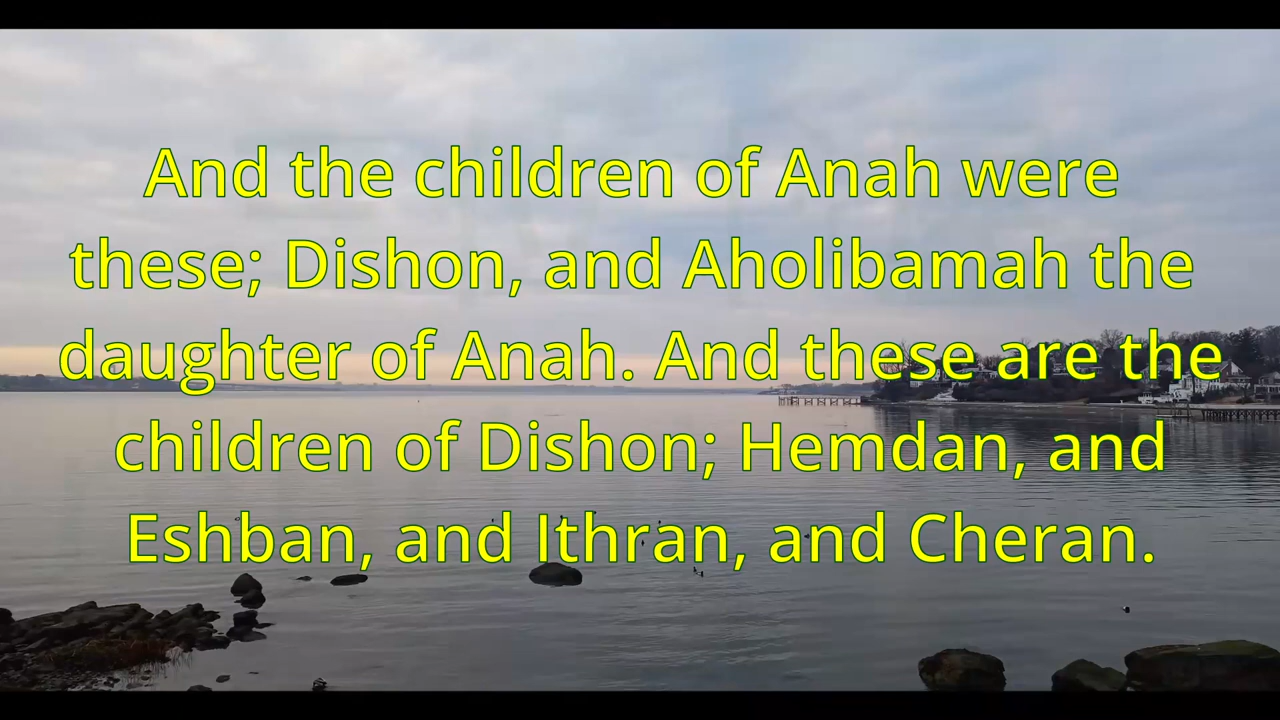 And the children of Anah were
these; Dishon, and Aholibamah the
daughter of Anah. And these are the
children of Dishon; Hemdan, and
Eshban, and Ithran, and Cheran.